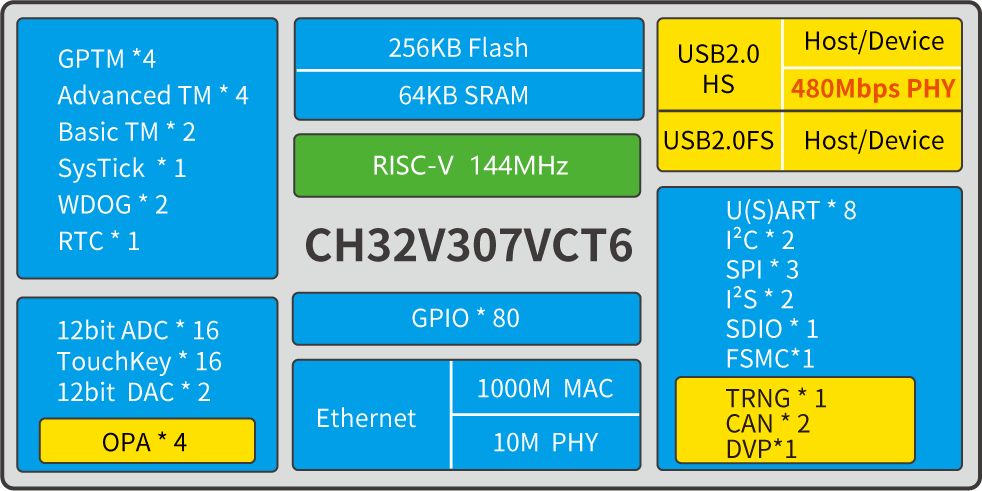 GPTM *4
Advanced TM * 4
Basic TM * 2
SysTick * 1
WDOG * 2
RTC * 1
12bit ADC * 16
TouchKey * 16
12bit DAC * 2
OPA * 4
256KB Flash
64KB SRAM
RISC-V 144MHz
CH32V307VCT6
GPIO * 80
Ethernet
1000M MAC
10M PHY
USB2.0
HS
Host/Device
480Mbps PHY
USB2.0FS
Host/Device
U(S)ART * 8
I²C * 2
SPI * 3
I²S * 2
SDIO * 1
FSMC*1
TRNG * 1
CAN * 2
DVP*1